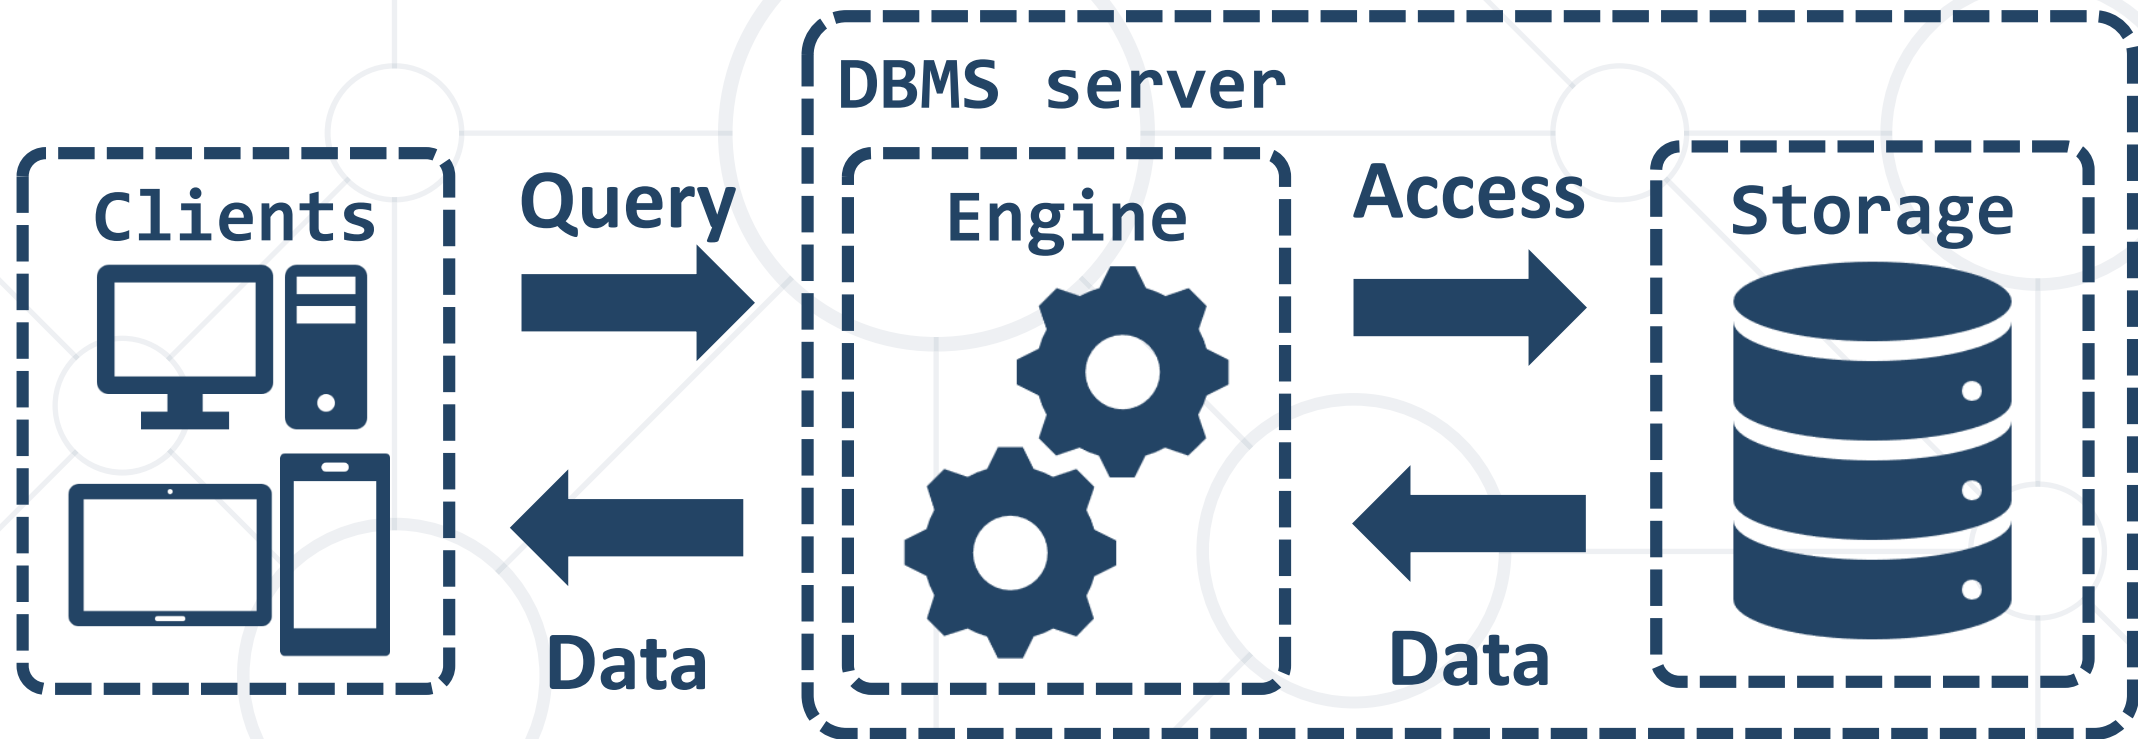 DBMS server
Clients
Query
Engine
Access
Storage
Data
Data